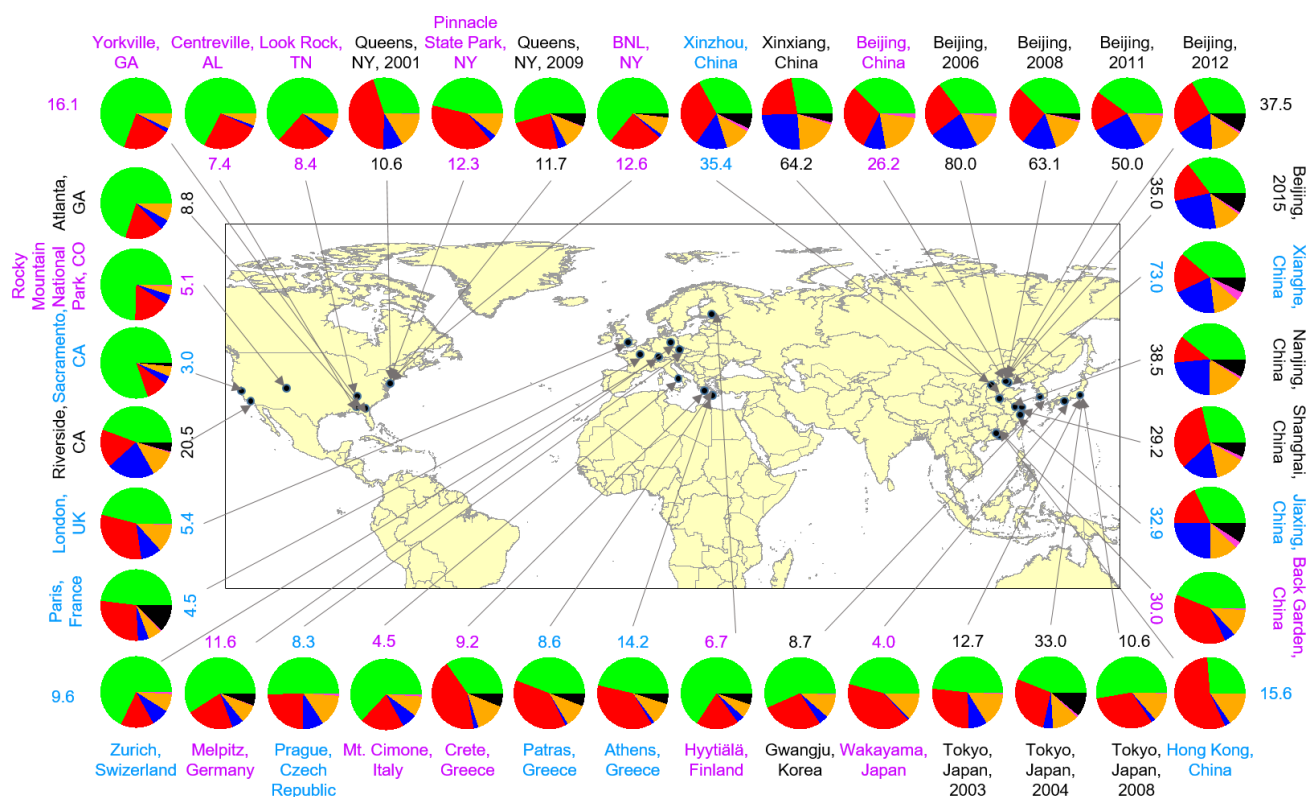 Yorkville,
GA
Centreville,
AL
Look Rock,
TN
Queens,
NY, 2001
Pinnacle
State Park,
NY
Queens,
NY, 2009
BNL,
NY
Xinzhou,
China
Xinxiang,
China
Beijing,
China
Beijing,
2006
Beijing,
2008
Beijing,
2011
Beijing,
2012
16.1
7.4
8.4
10.6
12.3
11.7
12.6
35.4
64.2
26.2
80.0
63.1
50.0
37.5
Atlanta,
GA
8.8
Rocky
Mountain
National
Park, CO
5.1
Sacramento,
CA
3.0
Riverside,
CA
20.5
London,
UK
5.4
Paris,
France
4.5
35.0
Beijing,
2015
73.0
Xianghe,
China
38.5
Nanjing,
China
29.2
Shanghai,
China
32.9
Jiaxing,
China
30.0
Back Garden,
China
9.6
11.6
8.3
4.5
9.2
8.6
14.2
6.7
8.7
4.0
12.7
33.0
10.6
15.6
Zurich,
Swizerland
Melpitz,
Germany
Prague,
Czech
Republic
Mt. Cimone,
Italy
Crete,
Greece
Patras,
Greece
Athens,
Greece
Hyytiälä,
Finland
Gwangju,
Korea
Wakayama,
Japan
Tokyo,
Japan,
2003
Tokyo,
Japan,
2004
Tokyo,
Japan,
2008
Hong Kong,
China